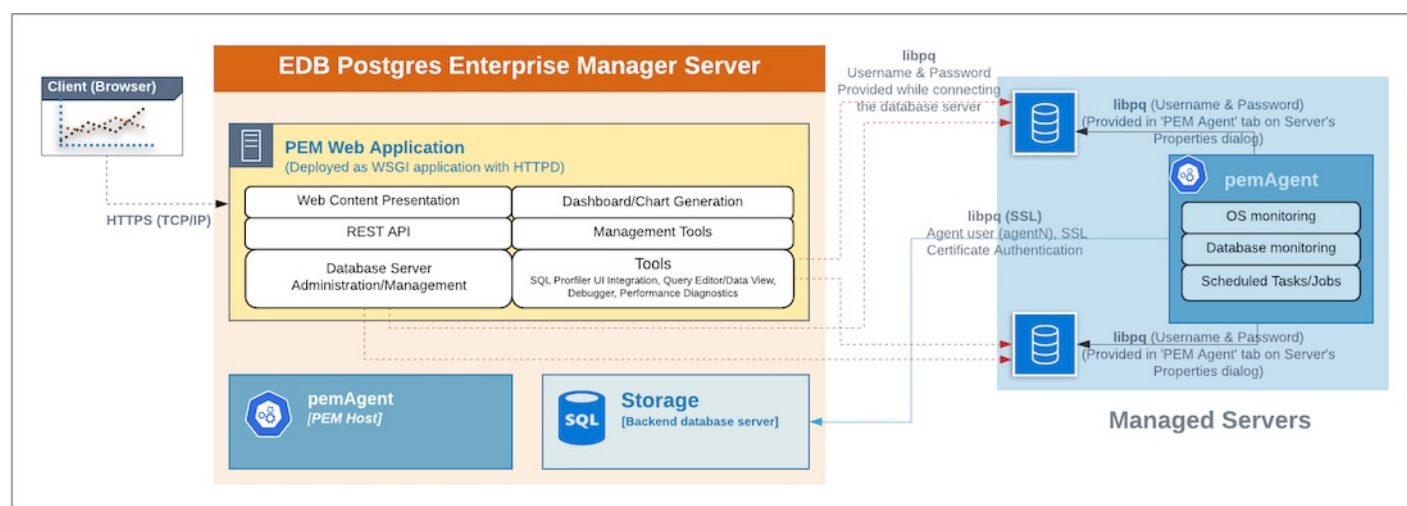 EDB Postgres Enterprise Manager Server
Client (Browser)
HTTPS (TCP/IP)
PEM Web Application
(Deployed as WSGI application with HTTPD)
Web Content Presentation
Dashboard/Chart Generation
REST API
Management Tools
Database Server
Administration/Management
Tools
SQL Prorfiler UI Integration, Query Editor/Data View,
Debugger, Performance Diagnostics
pemAgent
[PEM Host]
SQL
Storage
[Backend database server]
libpq
Username & Password
Provided while connecting
the database server
libpq (SSL)
Agent user (agentN), SSL
Certificate Authentication
libpq (Username & Password)
(Provided in 'PEM Agent' tab on Server's
Properties dialog)
pemAgent
OS monitoring
Database monitoring
Scheduled Tasks/Jobs
libpq (Username & Password)
(Provided in 'PEM Agent' tab on Server's
Properties dialog)
Managed Servers